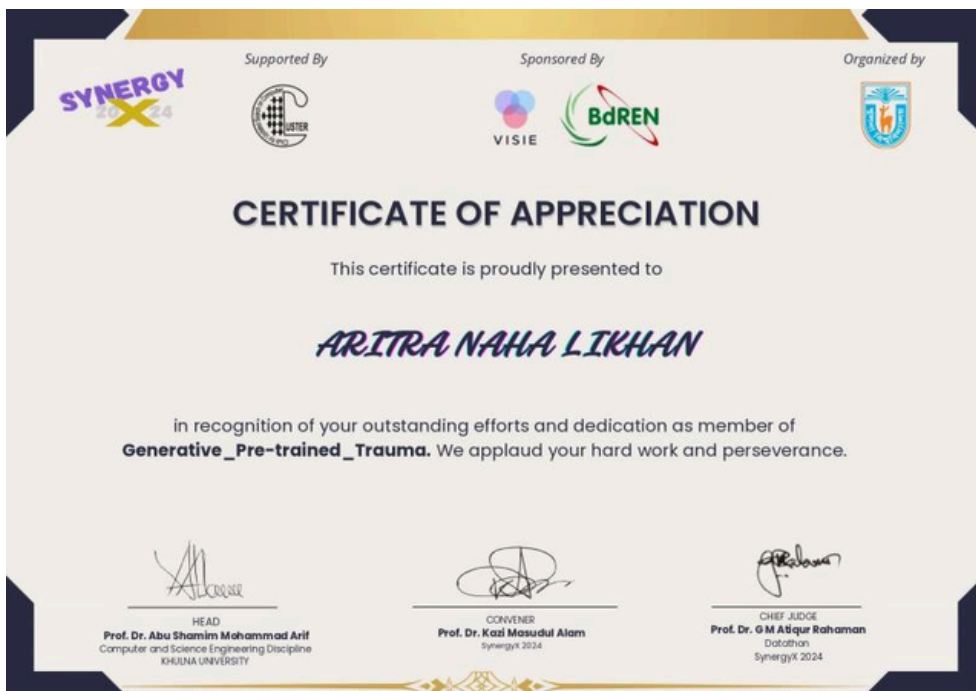 Supported By
Sponsored By
Organized by
SYNERGY
20 X 24
CLUSTER
VISIE
BdREN
CERTIFICATE OF APPRECIATION
This certificate is proudly presented to
ARITRA NAHA LIKHAN
in recognition of your outstanding efforts and dedication as member of
Generative_Pre-trained_Trauma. We applaud your hard work and perseverance.
HEAD
Prof. Dr. Abu Shamim Mohammad Arif
Computer and Science Engineering Discipline
KHULNA UNIVERSITY
CONVENER
Prof. Dr. Kazi Masudul Alam
SynergyX 2024
CHIEF JUDGE
Prof. Dr. G M Atiqur Rahaman
Datathon
SynergyX 2024